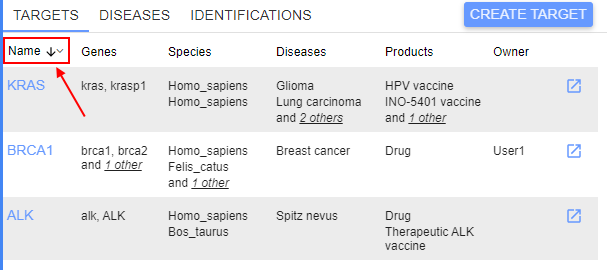 TARGETS DISEASES IDENTIFICATIONS CREATE TARGET
Name Genes Species Diseases Products Owner
KRAS kras, krasp1 Homo_sapiens Glioma HPV vaccine
Homo_sapiens Lung carcinoma INO-5401 vaccine
and 2 others and 1 other
BRCA1 brca1, brca2 Homo_sapiens Breast cancer Drug User1
and 1 other Felis_catus
and 1 other
ALK alk, ALK Homo_sapiens Spitz nevus Drug
Bos_taurus Therapeutic ALK
vaccine